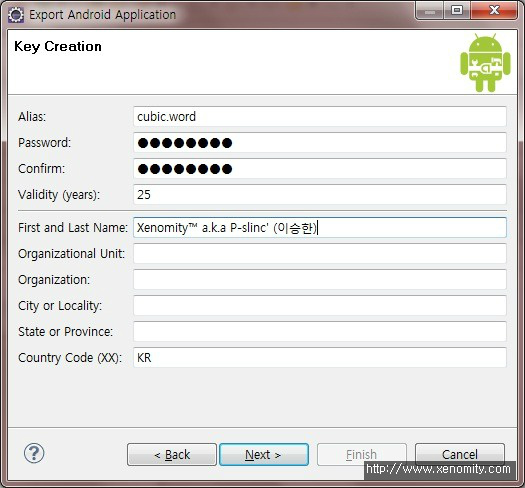 Export Android Application
Key Creation
Alias: cubic.word
Password: ●●●●●●●●
Confirm: ●●●●●●●●
Validity (years): 25
First and Last Name: Xenomity™ a.k.a P-slinc' (이승한)
Organizational Unit:
Organization:
City or Locality:
State or Province:
Country Code (XX): KR
? < Back Next > Finish Cancel
http://www.xenomity.com